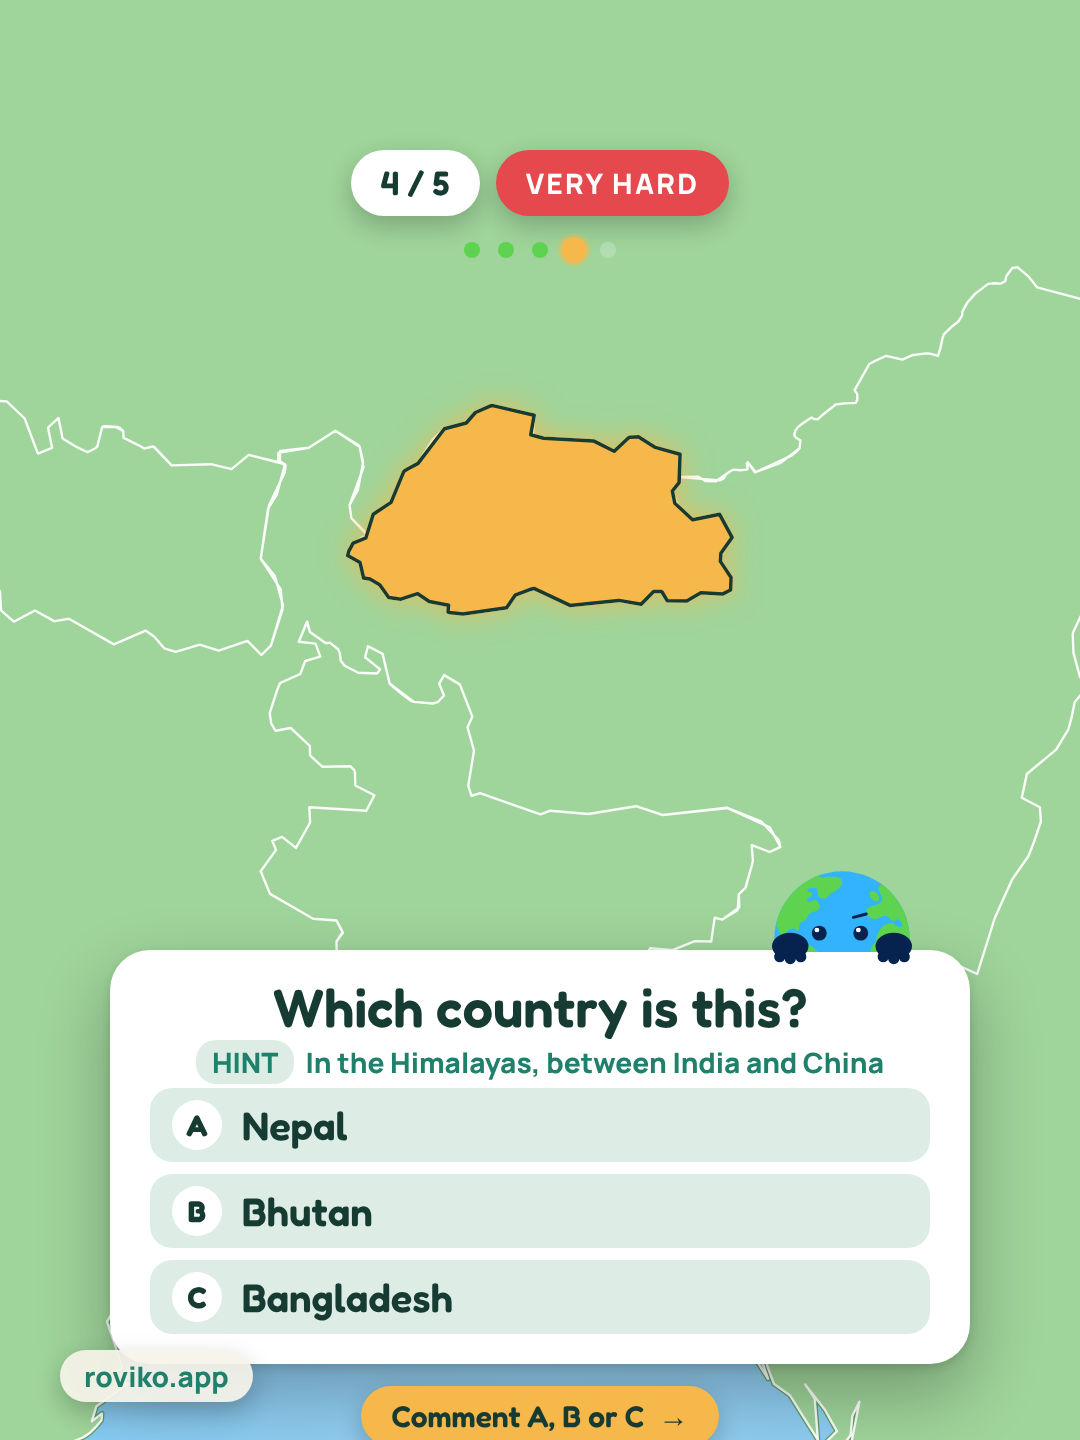 4 / 5 VERY HARD
Which country is this?
HINT In the Himalayas, between India and China
A Nepal
B Bhutan
C Bangladesh
roviko.app
Comment A, B or C →